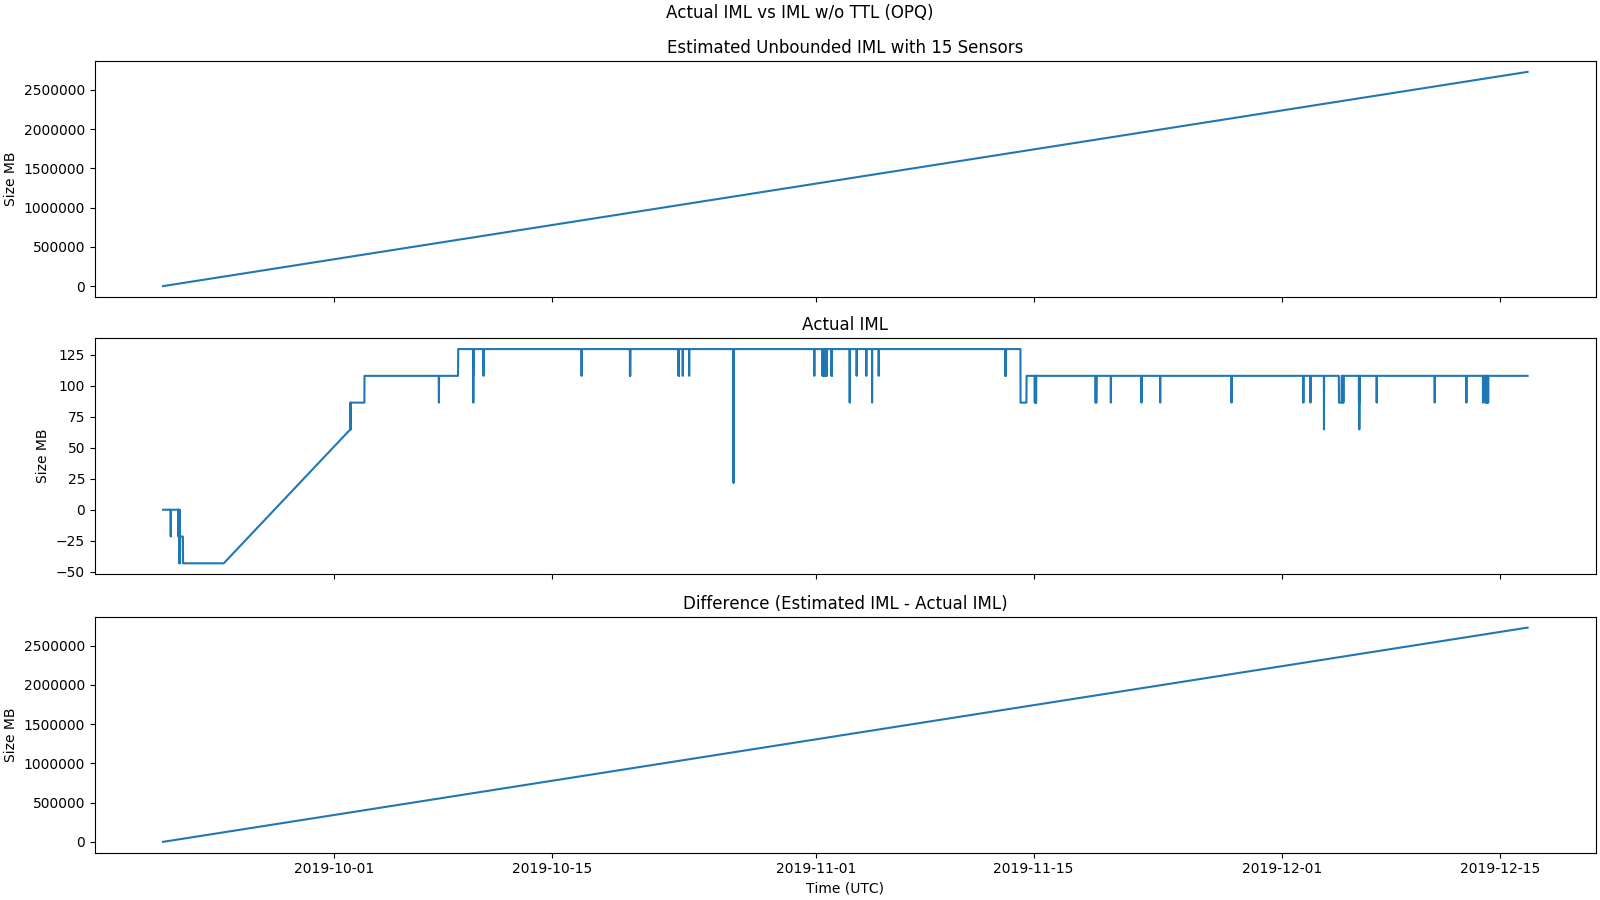 Actual IML vs IML w/o TTL (OPQ)
Estimated Unbounded IML with 15 Sensors
2500000
2000000
1500000
1000000
500000
0
Size MB
Actual IML
125
100
75
50
25
0
−25
−50
Size MB
Difference (Estimated IML - Actual IML)
2500000
2000000
1500000
1000000
500000
0
Size MB
2019-10-01 2019-10-15 2019-11-01 2019-11-15 2019-12-01 2019-12-15
Time (UTC)